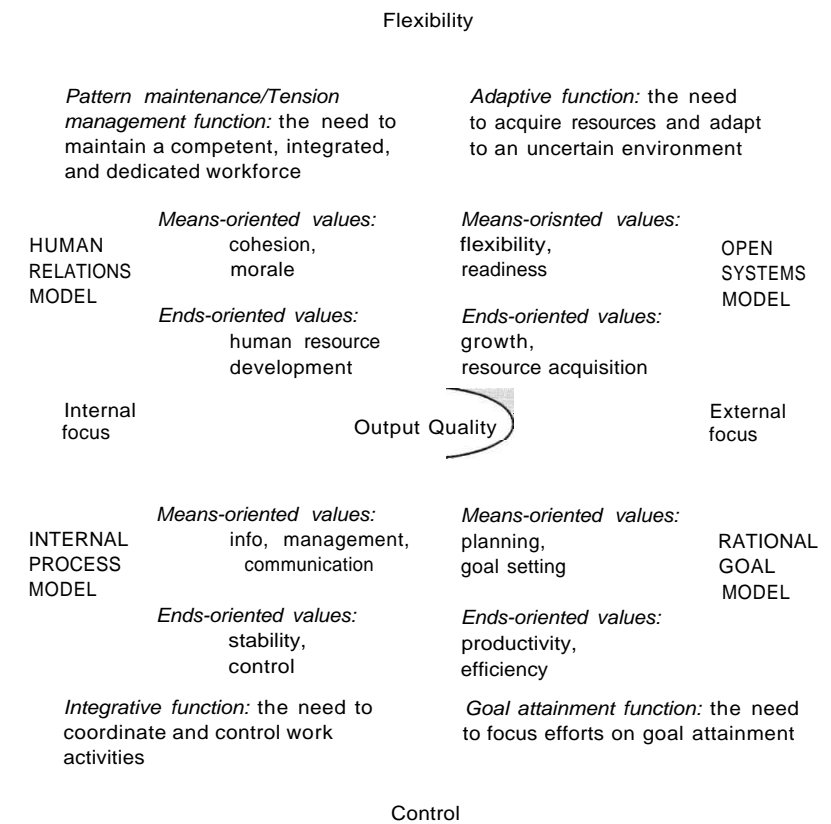 Flexibility
Pattern maintenance/Tension
management function: the need to
maintain a competent, integrated,
and dedicated workforce
Adaptive function: the need
to acquire resources and adapt
to an uncertain environment
HUMAN
RELATIONS
MODEL
Means-oriented values:
cohesion,
morale
Ends-oriented values:
human resource
development
Means-orisnted values:
flexibility,
readiness
Ends-oriented values:
growth,
resource acquisition
OPEN
SYSTEMS
MODEL
Internal
focus
Output Quality
External
focus
INTERNAL
PROCESS
MODEL
Means-oriented values:
info, management,
communication
Ends-oriented values:
stability,
control
Means-oriented values:
planning,
goal setting
Ends-oriented values:
productivity,
efficiency
RATIONAL
GOAL
MODEL
Integrative function: the need to
coordinate and control work
activities
Goal attainment function: the need
to focus efforts on goal attainment
Control